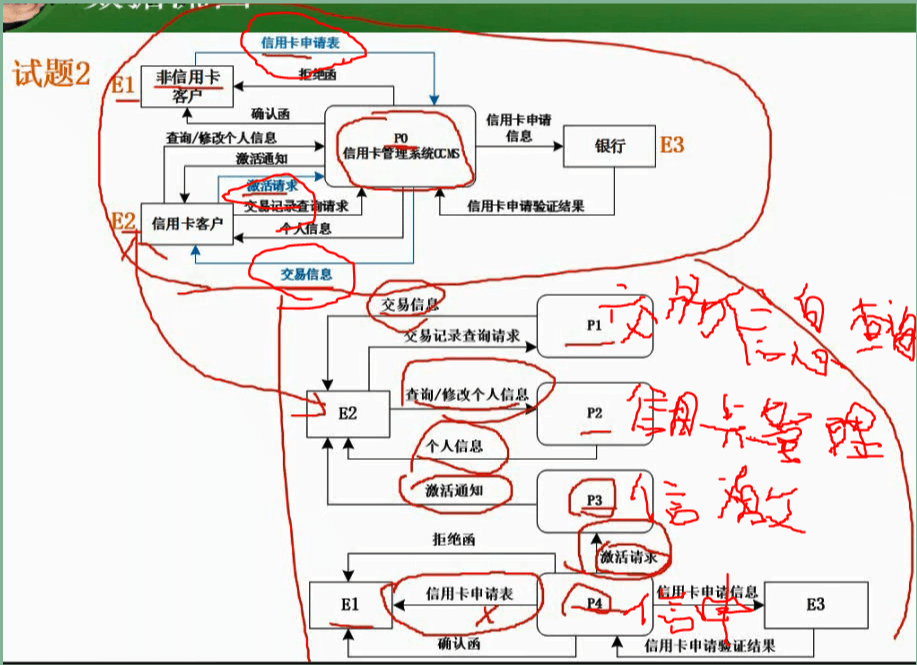 试题2
E1
非信用卡
客户
信用卡申请表
拒绝函
确认函
查询/修改个人信息
激活通知
激活请求
交易记录查询请求
个人信息
交易信息
E2
信用卡客户
P0
信用卡管理系统CCMS
信用卡申请
信息
银行
E3
信用卡申请验证结果
交易信息
交易记录查询请求
P1
交易信息查询
E2
查询/修改个人信息
P2
信用卡管理
个人信息
激活通知
P3
信激
激活请求
拒绝函
E1
信用卡申请表
P4
信申
信用卡申请信息
E3
确认函
信用卡申请验证结果